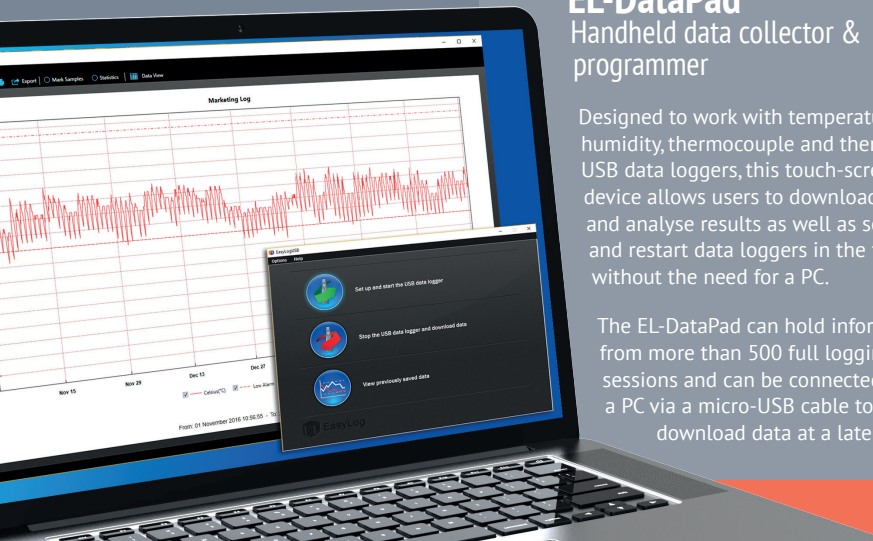 EL-DataPad
Handheld data collector &
programmer
Designed to work with temperatu
humidity, thermocouple and ther
USB data loggers, this touch-scre
device allows users to download
and analyse results as well as se
and restart data loggers in the
without the need for a PC.
The EL-DataPad can hold infor
from more than 500 full loggin
sessions and can be connected
a PC via a micro-USB cable to
download data at a late
Export Mark Samples Statistics Data View
Marketing Log
Nov 15 Nov 29 Dec 13 Dec 27
Celsius(°C) Low Alarm
From: 01 November 2016 10:56:55 - To:
EasyLogUSB
Options Help
Set up and start the USB data logger
Stop the USB data logger and download data
View previously saved data
EasyLog